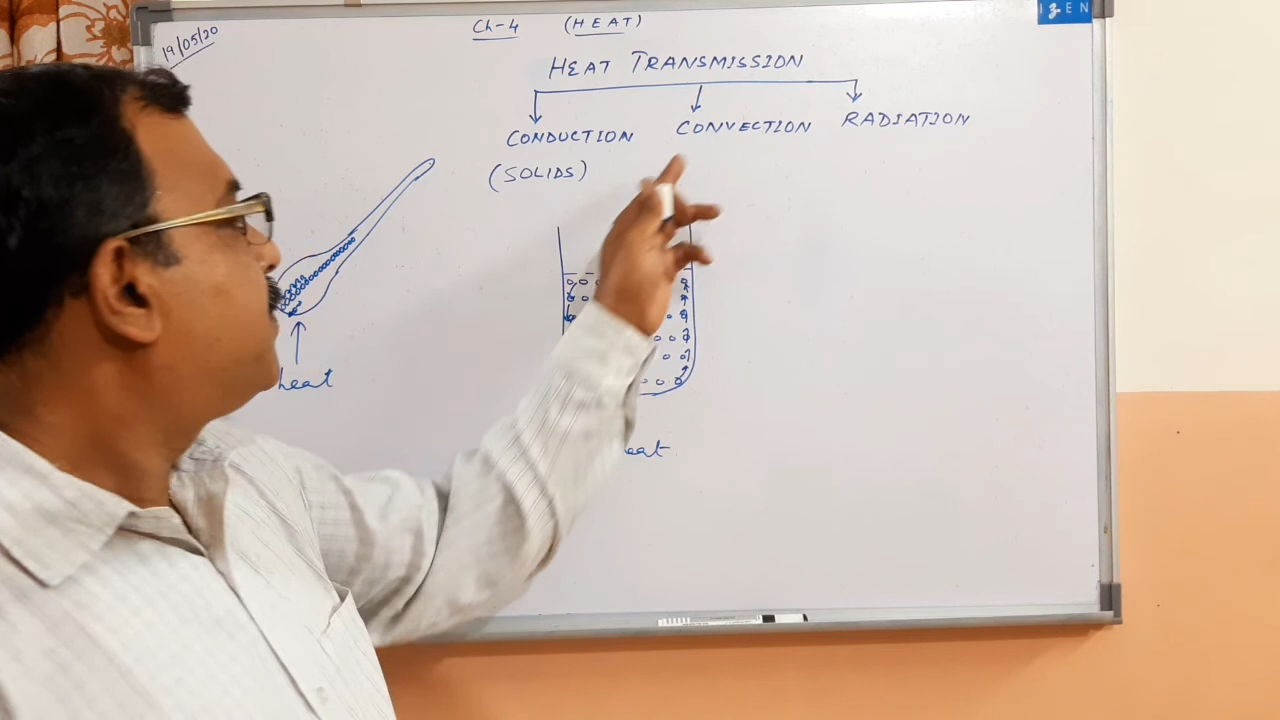 19/05/20
Ch-4 (HEAT)
HEAT TRANSMISSION
CONDUCTION CONVECTION RADIATION
(SOLIDS)
heat